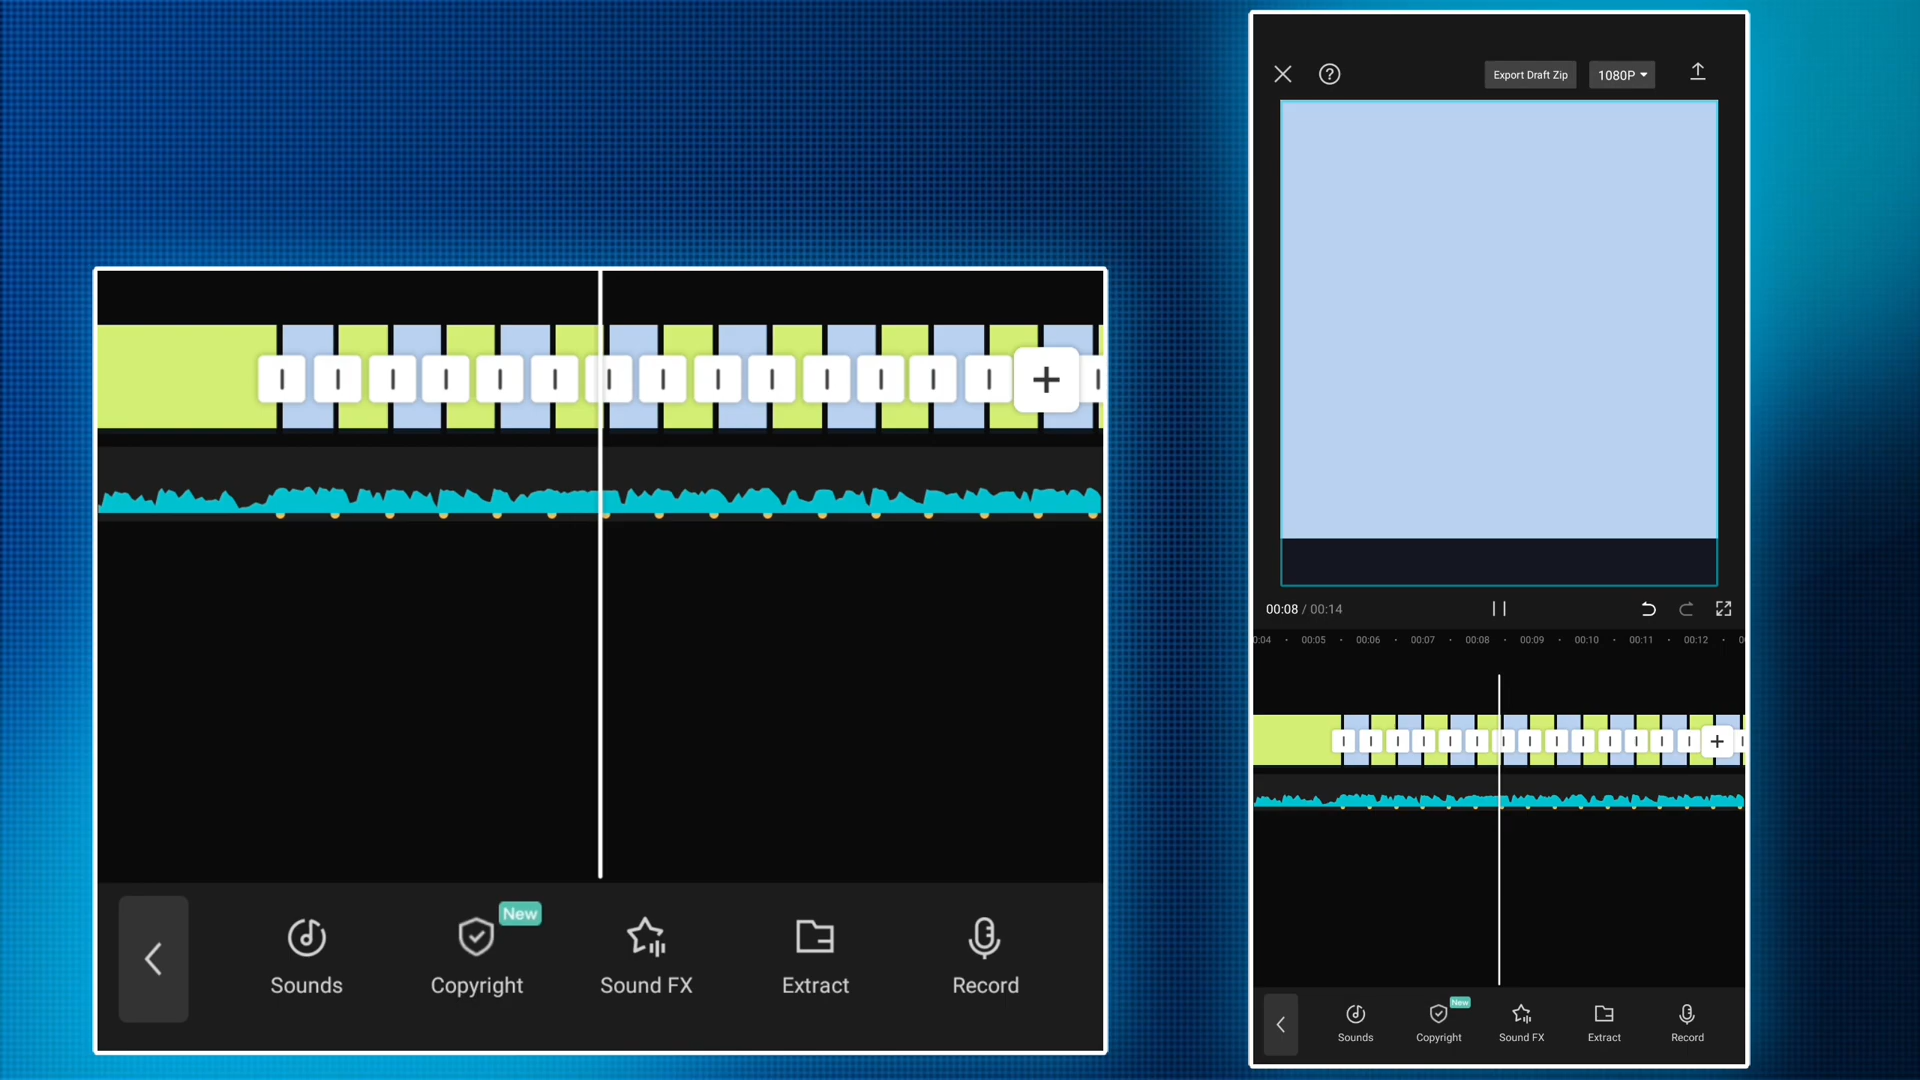 New
Sounds
Copyright
Sound FX
Extract
Record
Export Draft Zip
1080P
00:08 / 00:14
0:04 00:05 00:06 00:07 00:08 00:09 00:10 00:11 00:12 0
New
Sounds
Copyright
Sound FX
Extract
Record